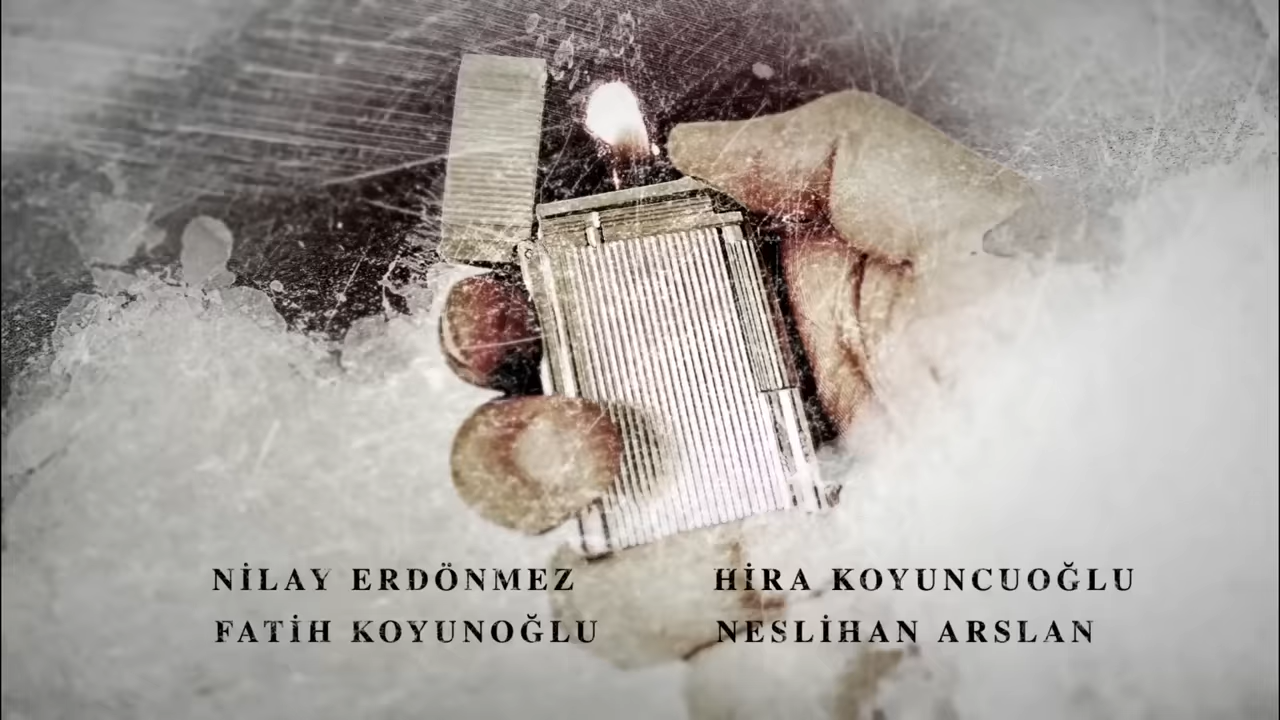 NİLAY ERDÖNMEZ
FATİH KOYUNOĞLU
HİRA KOYUNCUOĞLU
NESLİHAN ARSLAN